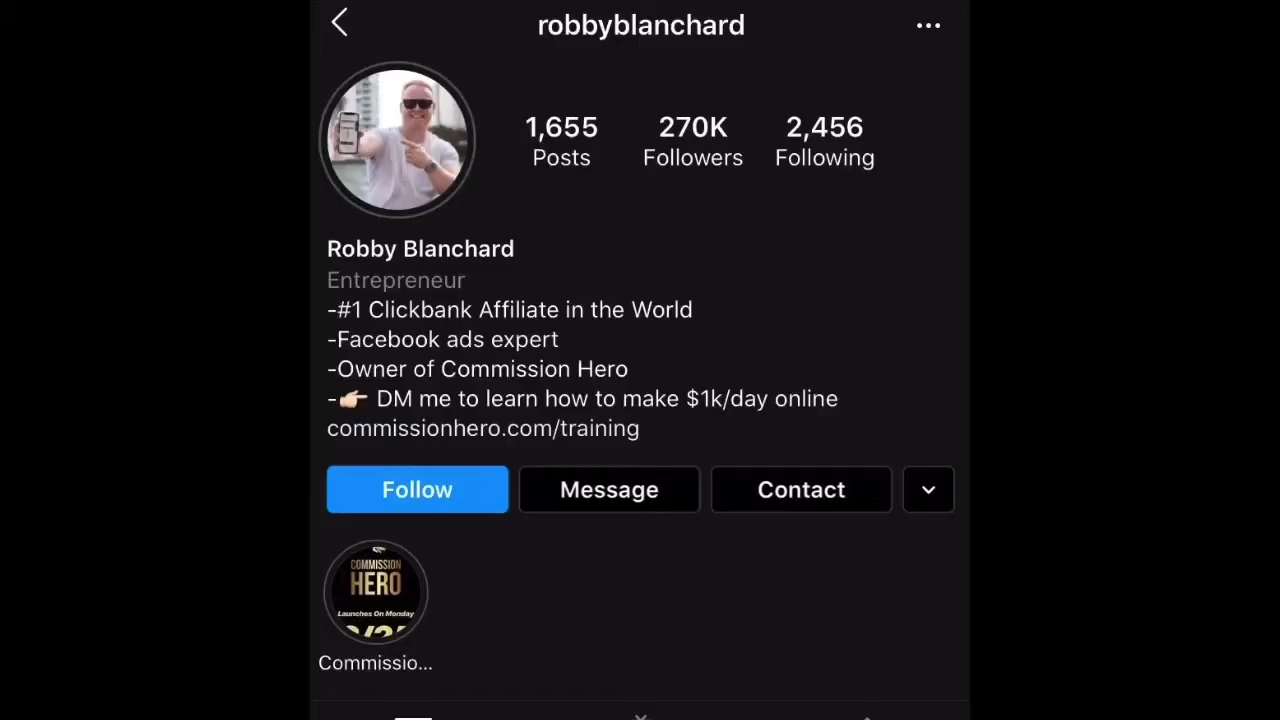 robbyblanchard
1,655 270K 2,456
Posts Followers Following
Robby Blanchard
Entrepreneur
-#1 Clickbank Affiliate in the World
-Facebook ads expert
-Owner of Commission Hero
-👉🏻 DM me to learn how to make $1k/day online
commissionhero.com/training
Follow Message Contact
COMMISSION
HERO
Launches On Monday
Commissio...